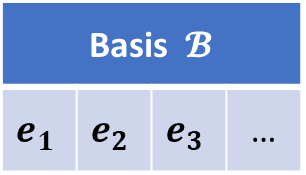 Basis 𝓑
e₁ e₂ e₃ ...